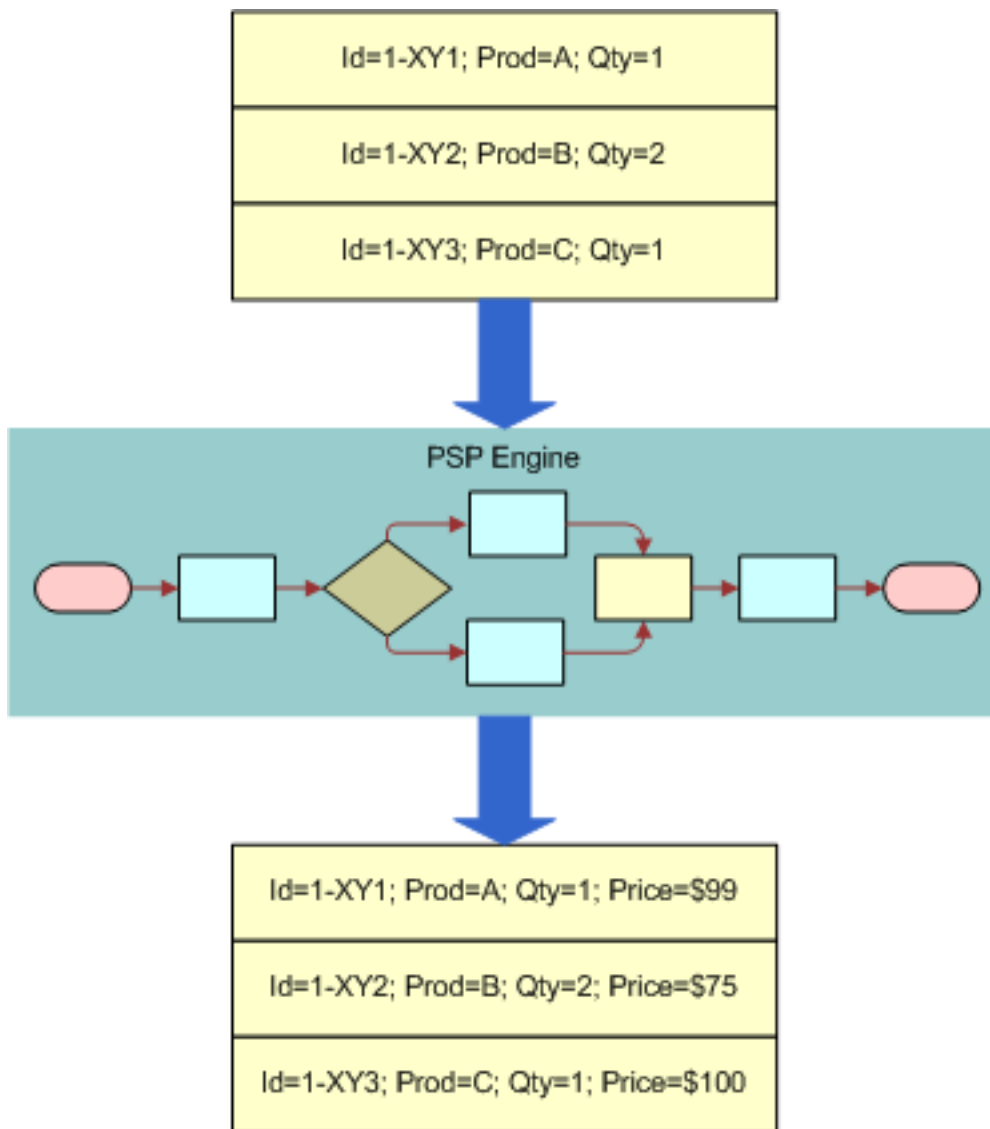 Id=1-XY1; Prod=A; Qty=1
Id=1-XY2; Prod=B; Qty=2
Id=1-XY3; Prod=C; Qty=1
PSP Engine
Id=1-XY1; Prod=A; Qty=1; Price=$99
Id=1-XY2; Prod=B; Qty=2; Price=$75
Id=1-XY3; Prod=C; Qty=1; Price=$100